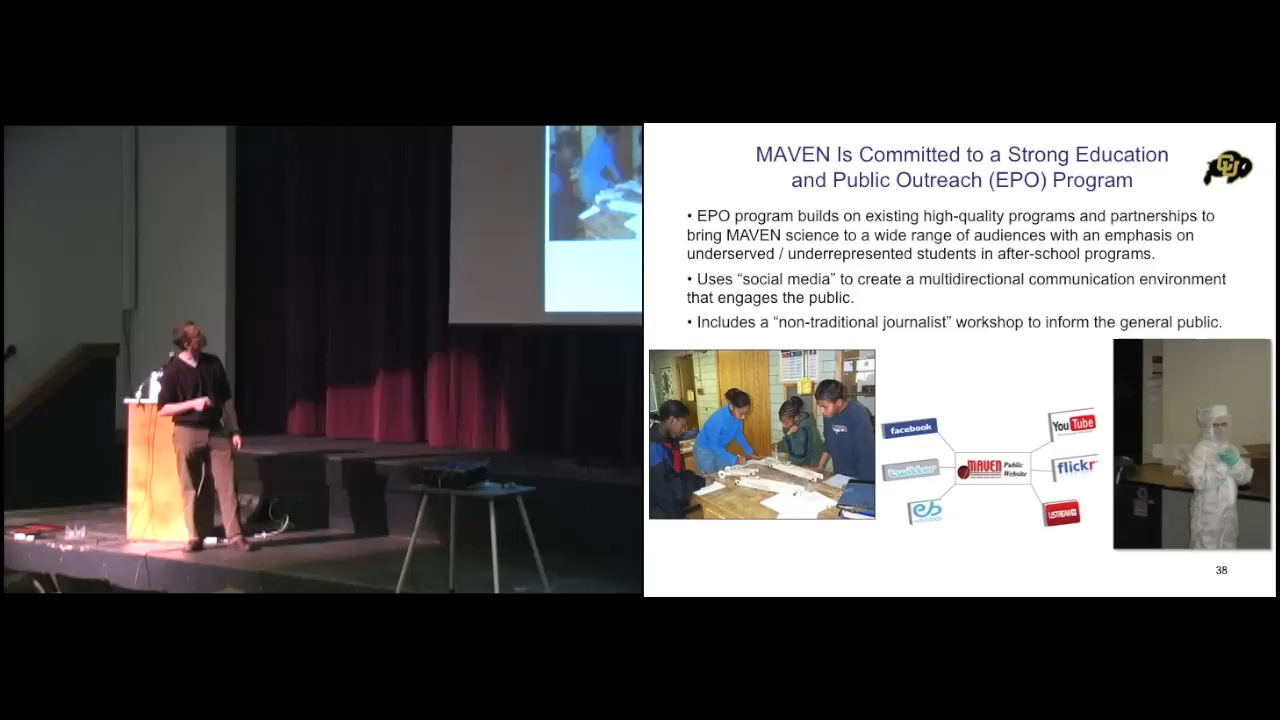 MAVEN Is Committed to a Strong Education
and Public Outreach (EPO) Program
CU
• EPO program builds on existing high-quality programs and partnerships to
bring MAVEN science to a wide range of audiences with an emphasis on
underserved / underrepresented students in after-school programs.
• Uses “social media” to create a multidirectional communication environment
that engages the public.
• Includes a “non-traditional journalist” workshop to inform the general public.
facebook
YouTube
twitter
MAVEN Public
Website
flickr
eb
USTREAM
38